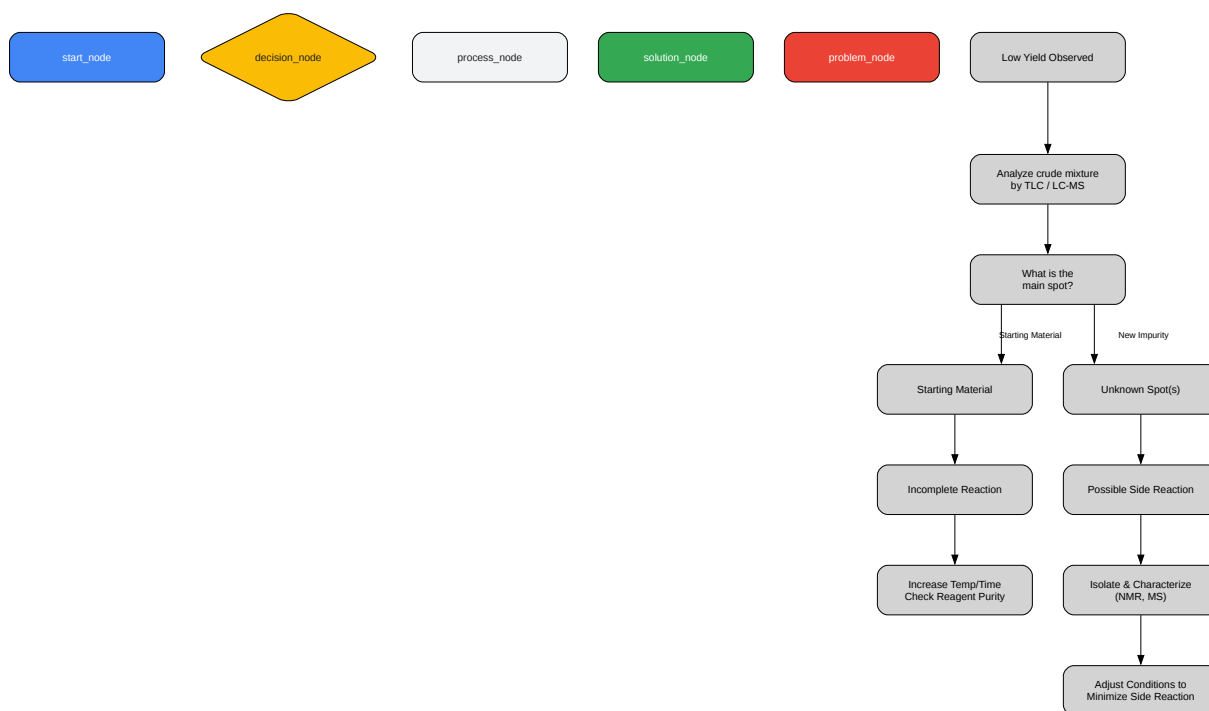 start_node
decision_node
process_node
solution_node
problem_node
Low Yield Observed
Analyze crude mixture
by TLC / LC-MS
What is the
main spot?
Starting Material
New Impurity
Starting Material
Unknown Spot(s)
Incomplete Reaction
Possible Side Reaction
Increase Temp/Time
Check Reagent Purity
Isolate & Characterize
(NMR, MS)
Adjust Conditions to
Minimize Side Reaction